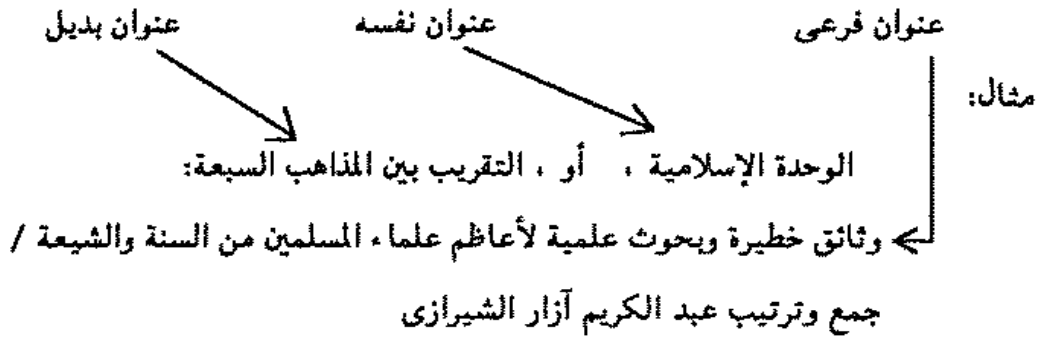 عنوان فرعى عنوان نفسه عنوان بديل
مثال:
الوحدة الإسلامية ، أو ، التقريب بين المذاهب السبعة:
وثائق خطيرة وبحوث علمية لأعاظم علماء المسلمين من السنة والشيعة /
جمع وترتيب عبد الكريم آزار الشيرازى